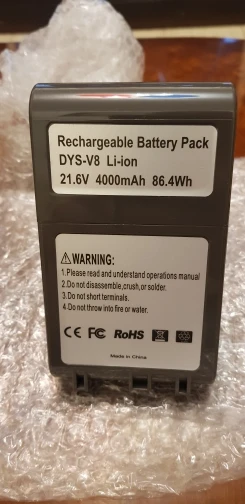 Rechargeable Battery Pack
DYS-V8 Li-ion
21.6V 4000mAh 86.4Wh
WARNING:
1.Please read and understand operations manual
2.Do not disassemble,crush,or solder.
3.Do not short terminals.
4.Do not throw into fire or water.
CE FC RoHS
Made in China